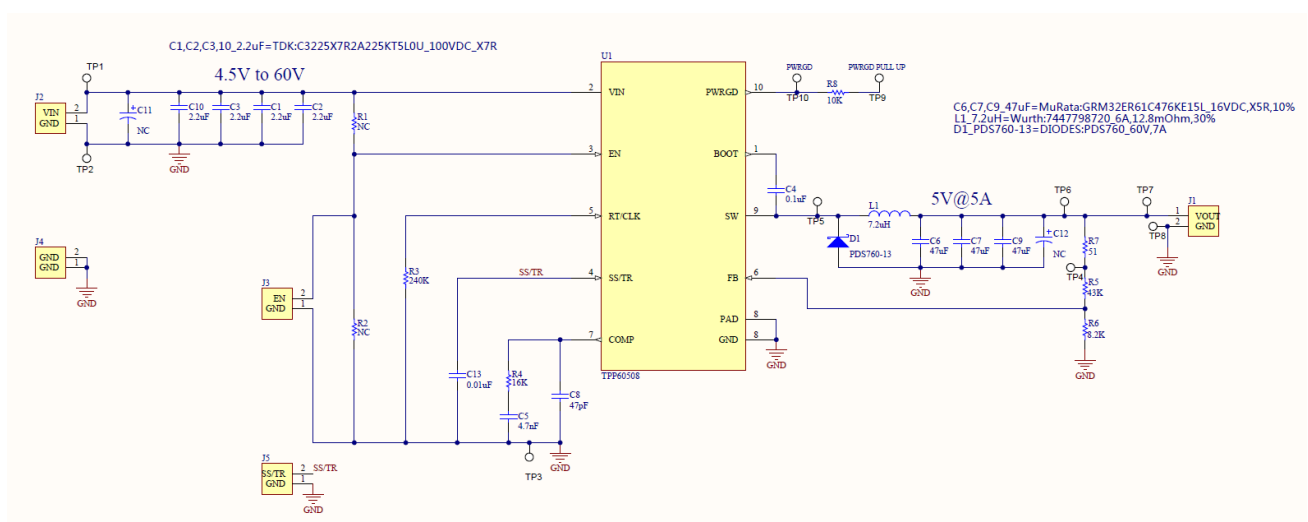 C1,C2,C3,10_2.2uF=TDK:C3225X7R2A225KT5L0U_100VDC_X7R
4.5V to 60V
TP1
J2
VIN 2
GND 1
TP2
C11
NC
C10
2.2uF
C3
2.2uF
C1
2.2uF
C2
2.2uF
GND
R1
NC
J4
GND 2
GND 1
GND
J3
EN 2
GND 1
R2
NC
R3
240K
SS/TR
C13
0.01uF
R4
16K
C5
4.7nF
C8
47pF
TP3
GND
J5
SS/TR 2 SS/TR
GND 1
GND
U1
2 VIN PWRGD 10
3 EN BOOT 1
5 RT/CLK SW 9
4 SS/TR FB 6
PAD 8
7 COMP GND 8
TPP60508
GND
PWRGD
TP10
R8
10K
PWRGD PULL UP
TP9
C6,C7,C9_47uF=MuRata:GRM32ER61C476KE15L_16VDC,X5R,10%
L1_7.2uH=Wurth:7447798720_6A,12.8mOhm,30%
D1_PDS760-13=DIODES:PDS760_60V,7A
C4
0.1uF
TP5
D1
PDS760-13
L1
7.2uH
5V@5A
C6
47uF
C7
47uF
C9
47uF
C12
NC
GND
TP6
TP7
J1
1 VOUT
2 GND
TP8
GND
R7
51
TP4
R5
43K
R6
8.2K
GND